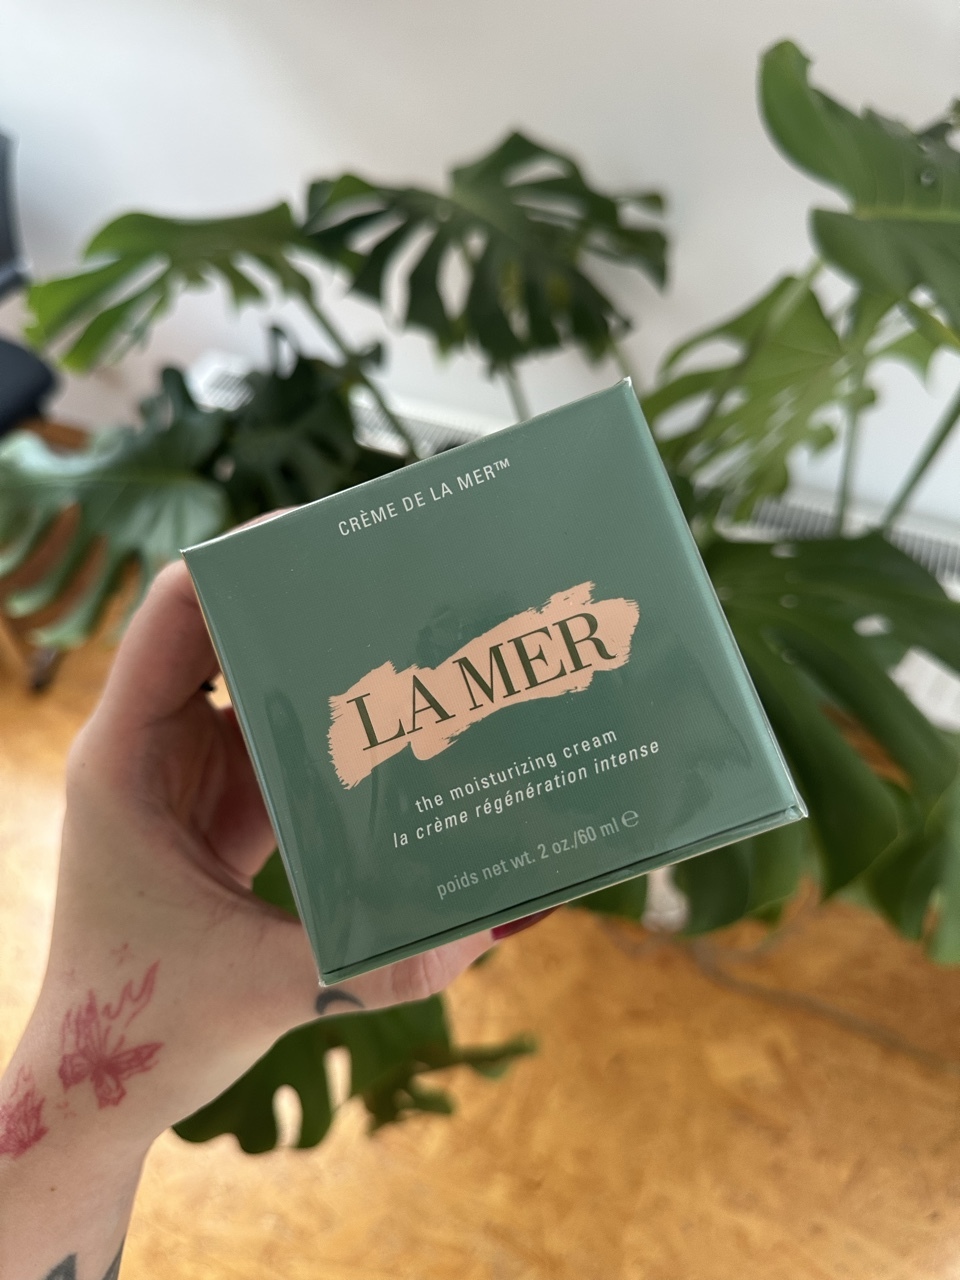 CRÈME DE LA MER™
LA MER
the moisturizing cream
la crème régénération intense
poids net wt. 2 oz./60 ml ℮